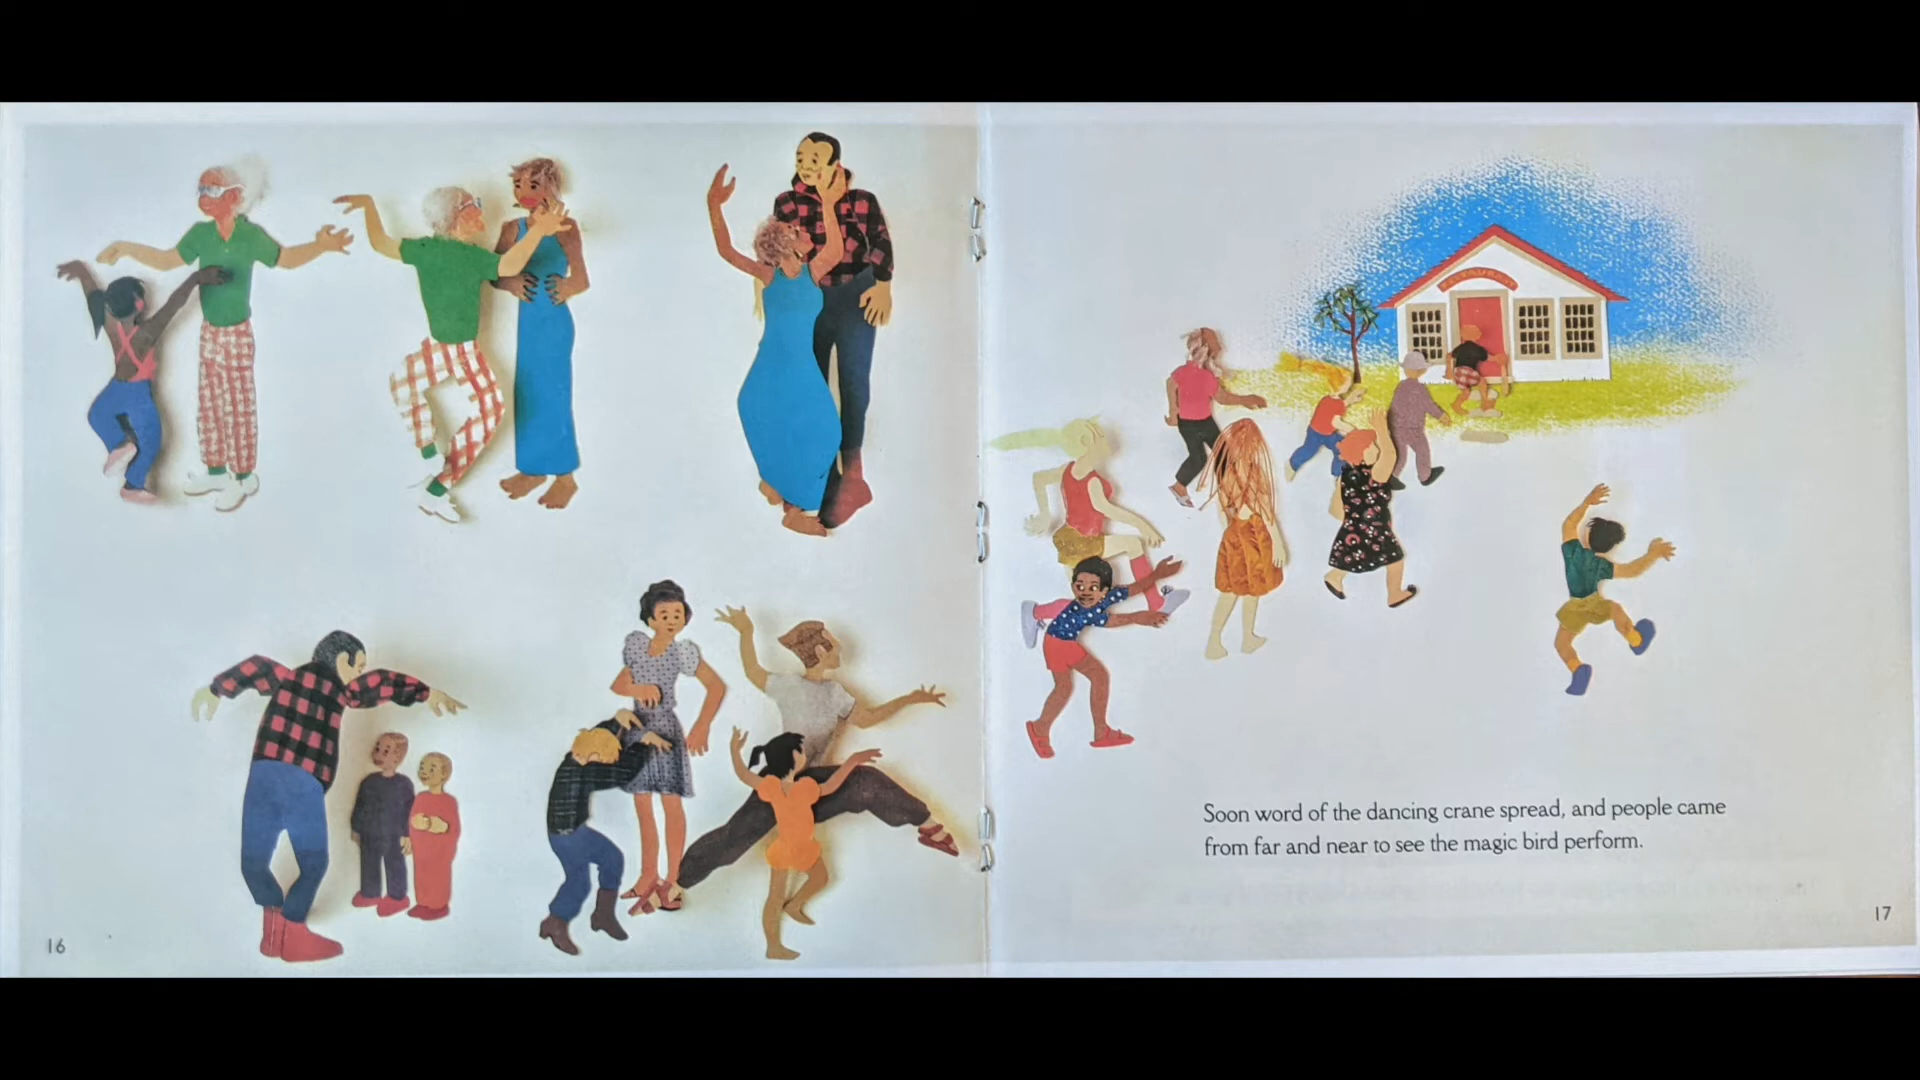 RESTAURANT
Soon word of the dancing crane spread, and people came
from far and near to see the magic bird perform.
16
17